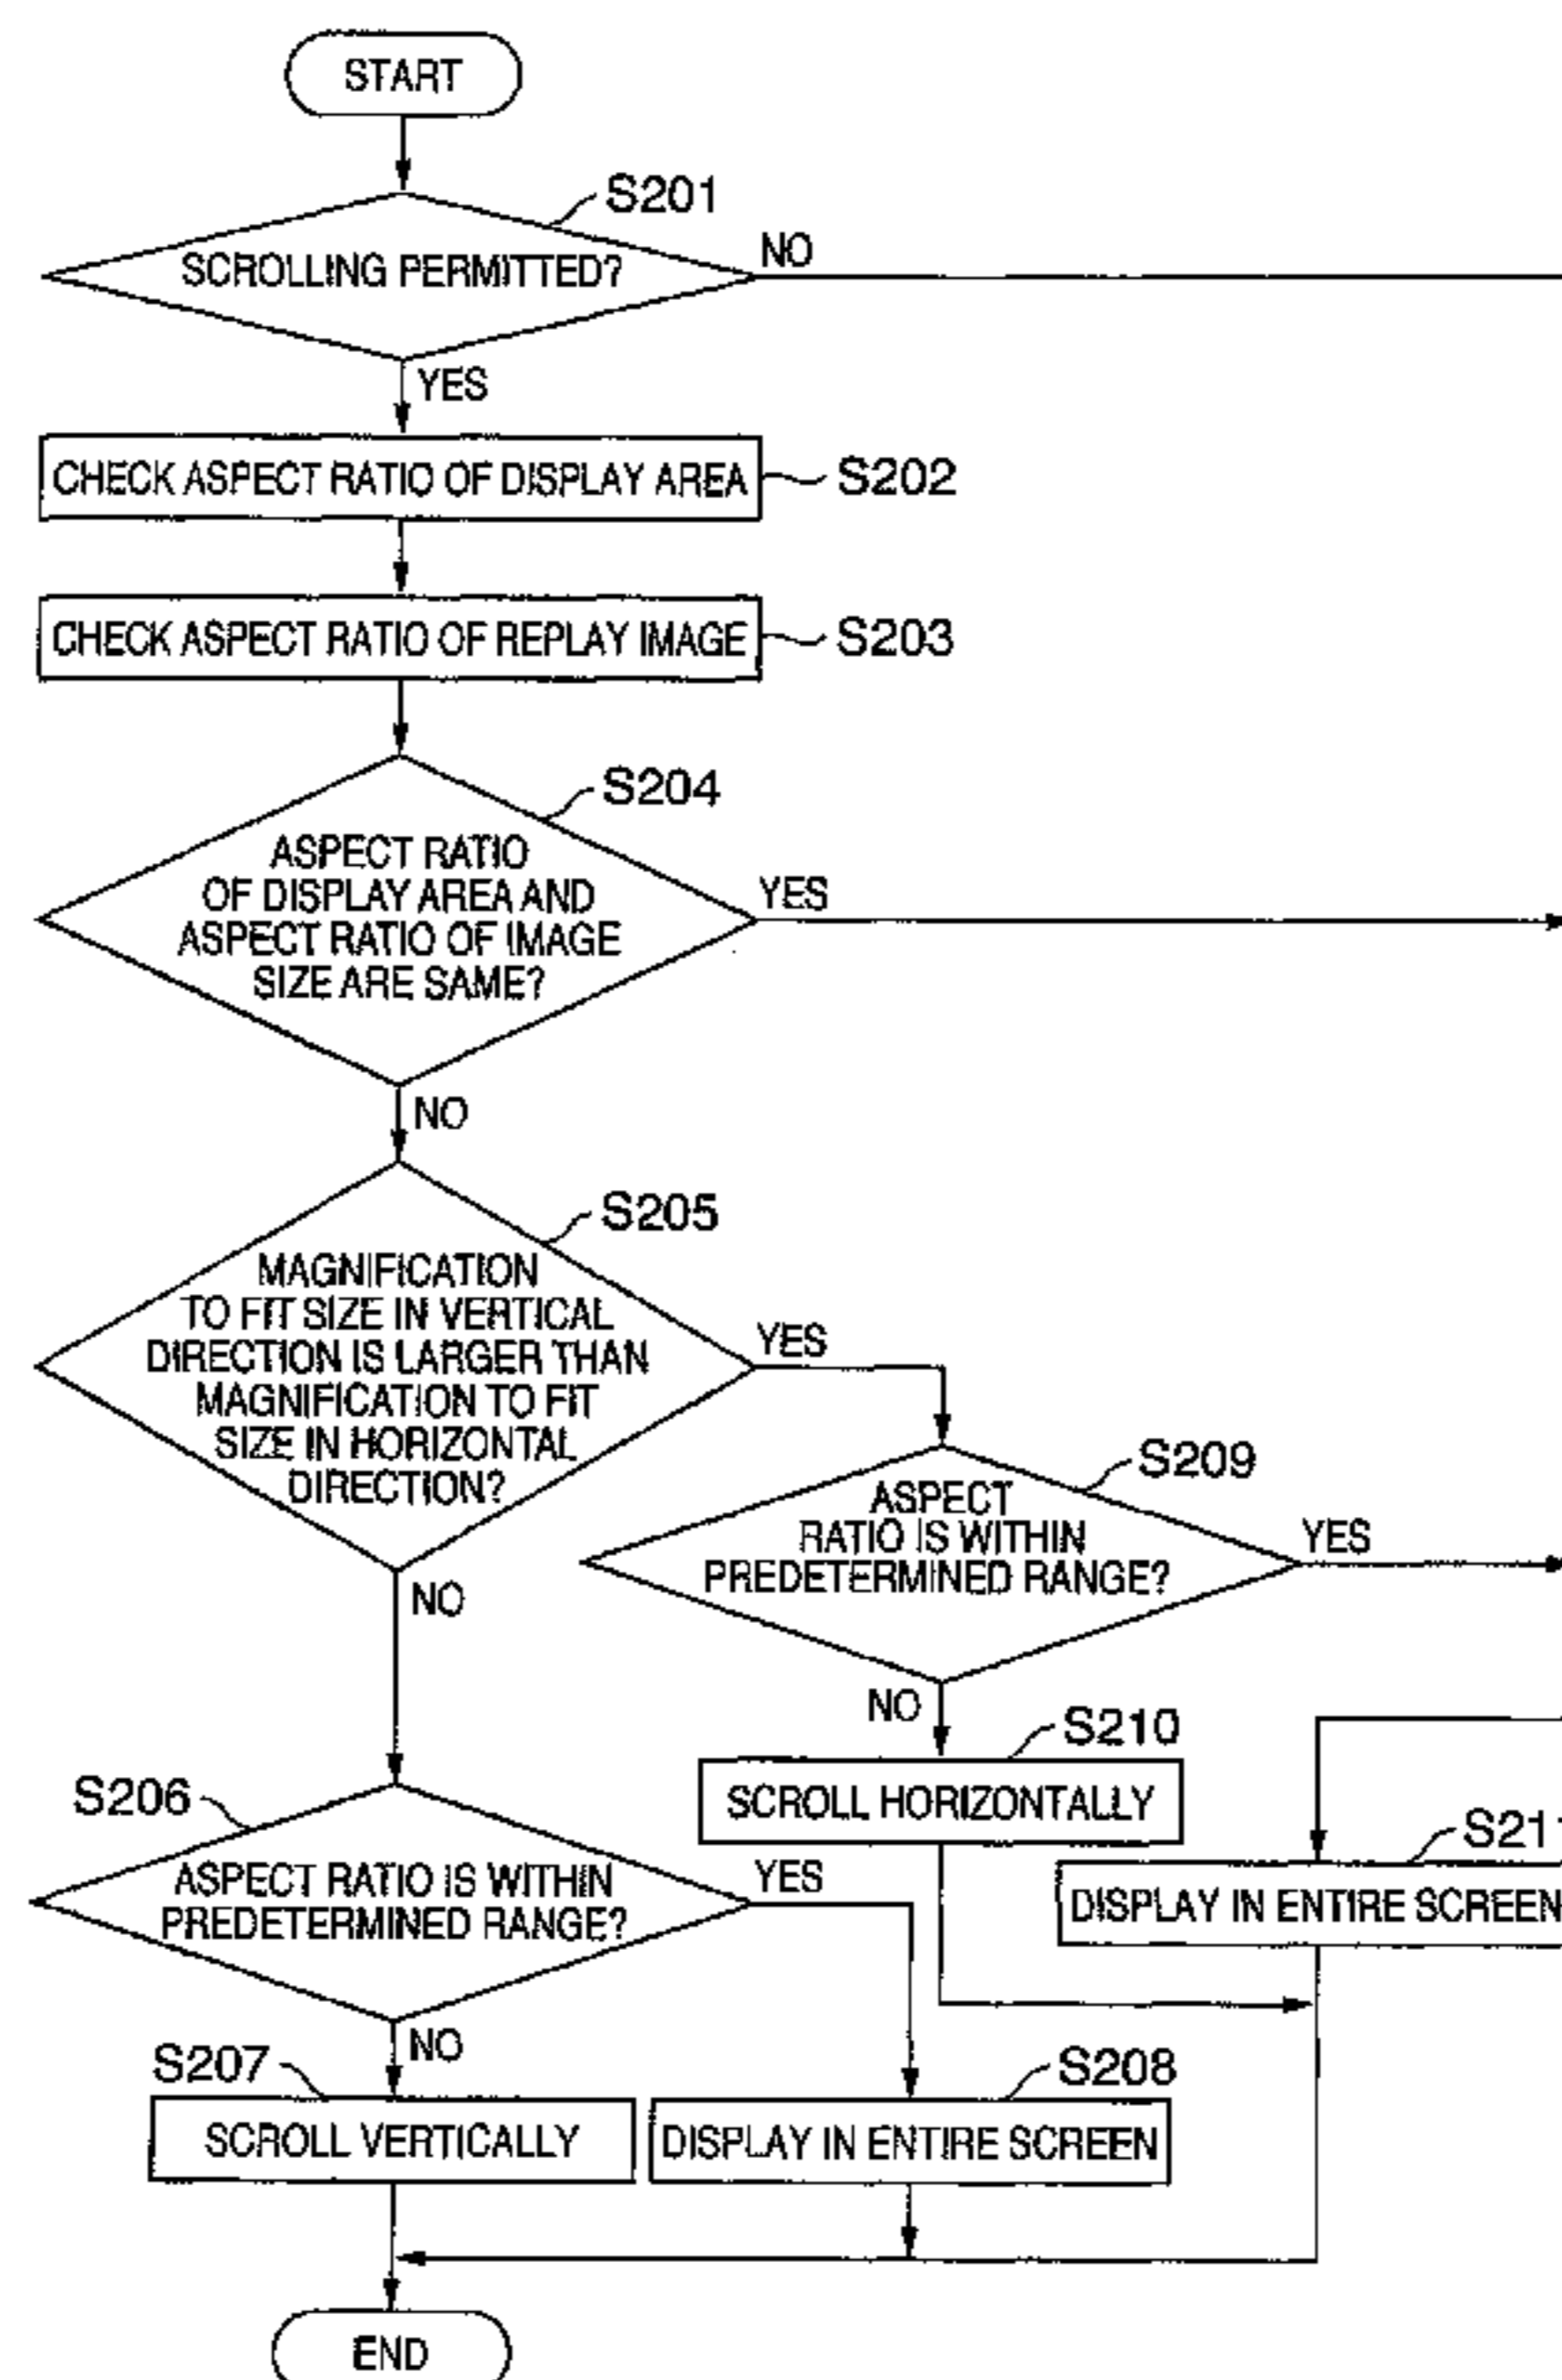 START
S201
SCROLLING PERMITTED?
NO
YES
CHECK ASPECT RATIO OF DISPLAY AREA
S202
CHECK ASPECT RATIO OF REPLAY IMAGE
S203
S204
ASPECT RATIO
OF DISPLAY AREA AND
ASPECT RATIO OF IMAGE
SIZE ARE SAME?
YES
NO
S205
MAGNIFICATION
TO FIT SIZE IN VERTICAL
DIRECTION IS LARGER THAN
MAGNIFICATION TO FIT
SIZE IN HORIZONTAL
DIRECTION?
YES
NO
S209
ASPECT
RATIO IS WITHIN
PREDETERMINED RANGE?
YES
NO
S210
SCROLL HORIZONTALLY
S206
ASPECT RATIO IS WITHIN
PREDETERMINED RANGE?
YES
NO
S211
DISPLAY IN ENTIRE SCREEN
S207
SCROLL VERTICALLY
S208
DISPLAY IN ENTIRE SCREEN
END